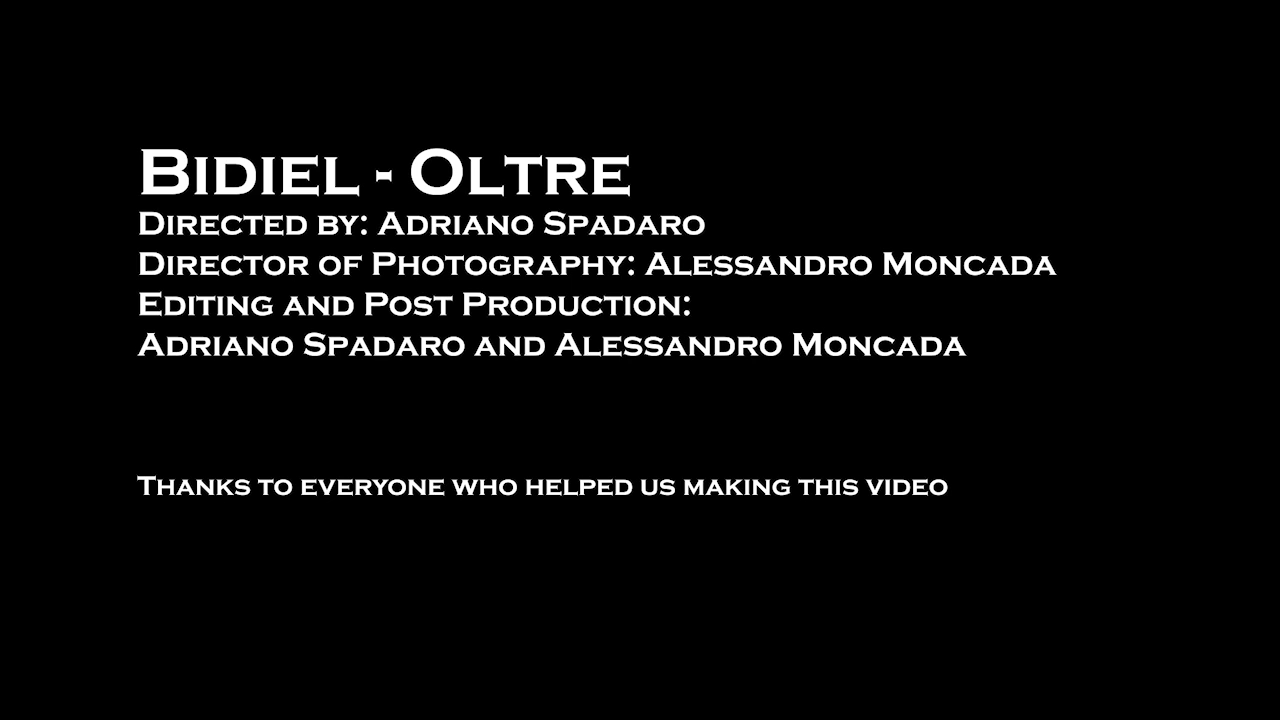 Bidiel - Oltre
Directed by: Adriano Spadaro
Director of Photography: Alessandro Moncada
Editing and Post Production:
Adriano Spadaro and Alessandro Moncada
Thanks to everyone who helped us making this video